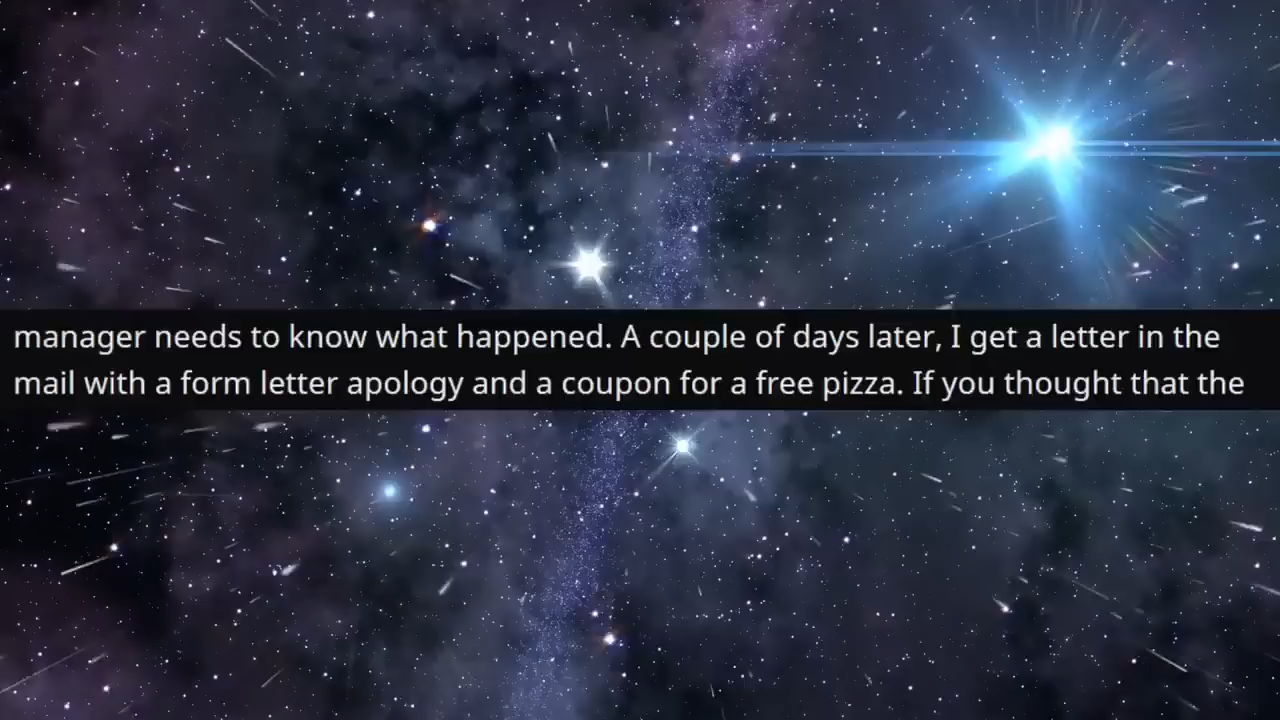 manager needs to know what happened. A couple of days later, I get a letter in the
mail with a form letter apology and a coupon for a free pizza. If you thought that the